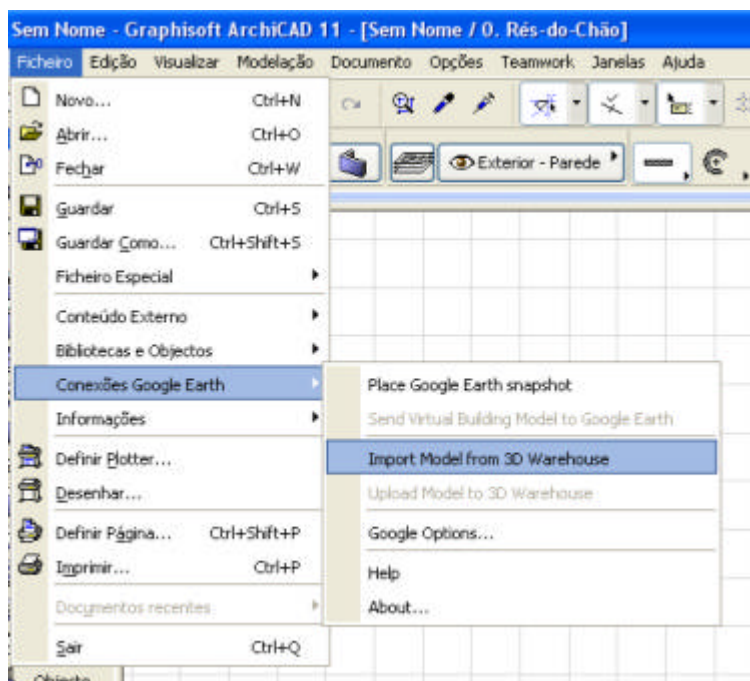 Sem Nome - Graphisoft ArchiCAD 11 - [Sem Nome / 0. Rés-do-Chão]
Ficheiro Edição Visualizar Modelação Documento Opções Teamwork Janelas Ajuda
Novo... Ctrl+N
Abrir... Ctrl+O
Fechar Ctrl+W
Exterior - Parede
Guardar Ctrl+S
Guardar Como... Ctrl+Shift+S
Ficheiro Especial
Conteúdo Externo
Bibliotecas e Objectos
Conexões Google Earth
Place Google Earth snapshot
Informações
Send Virtual Building Model to Google Earth
Definir Plotter...
Import Model from 3D Warehouse
Desenhar...
Upload Model to 3D Warehouse
Definir Página... Ctrl+Shift+P
Google Options...
Imprimir... Ctrl+P
Help
Documentos recentes
About...
Sair Ctrl+Q
Objecto